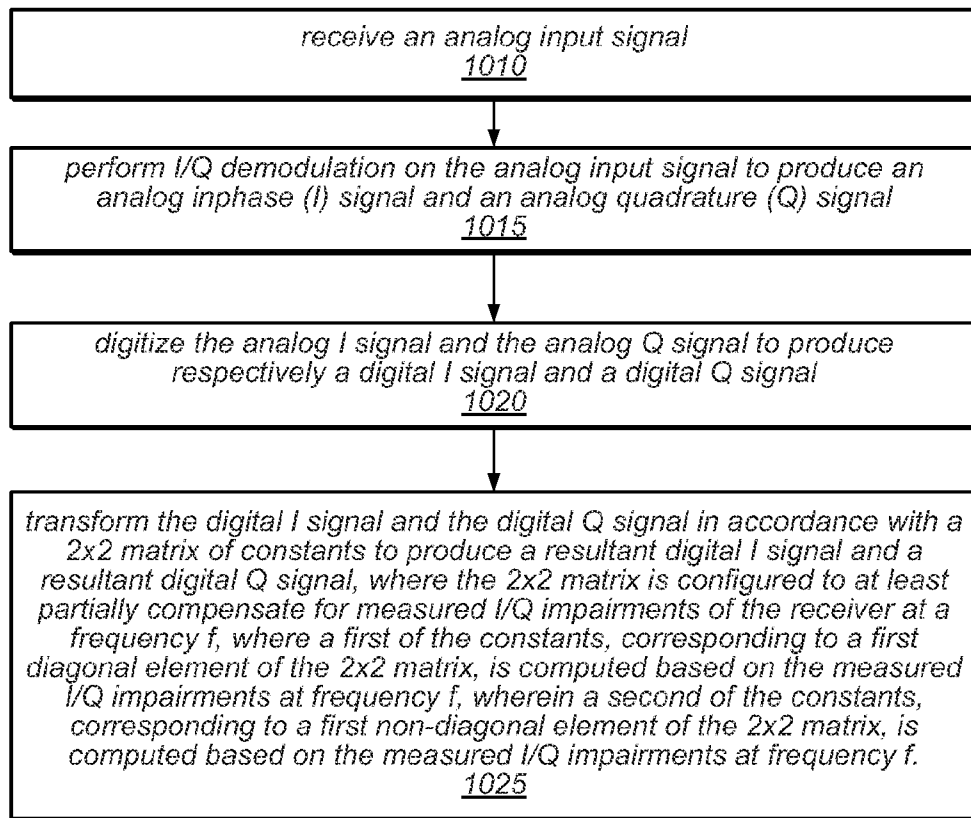 receive an analog input signal
1010
perform I/Q demodulation on the analog input signal to produce an
analog inphase (I) signal and an analog quadrature (Q) signal
1015
digitize the analog I signal and the analog Q signal to produce
respectively a digital I signal and a digital Q signal
1020
transform the digital I signal and the digital Q signal in accordance with a
2x2 matrix of constants to produce a resultant digital I signal and a
resultant digital Q signal, where the 2x2 matrix is configured to at least
partially compensate for measured I/Q impairments of the receiver at a
frequency f, where a first of the constants, corresponding to a first
diagonal element of the 2x2 matrix, is computed based on the measured
I/Q impairments at frequency f, wherein a second of the constants,
corresponding to a first non-diagonal element of the 2x2 matrix, is
computed based on the measured I/Q impairments at frequency f.
1025